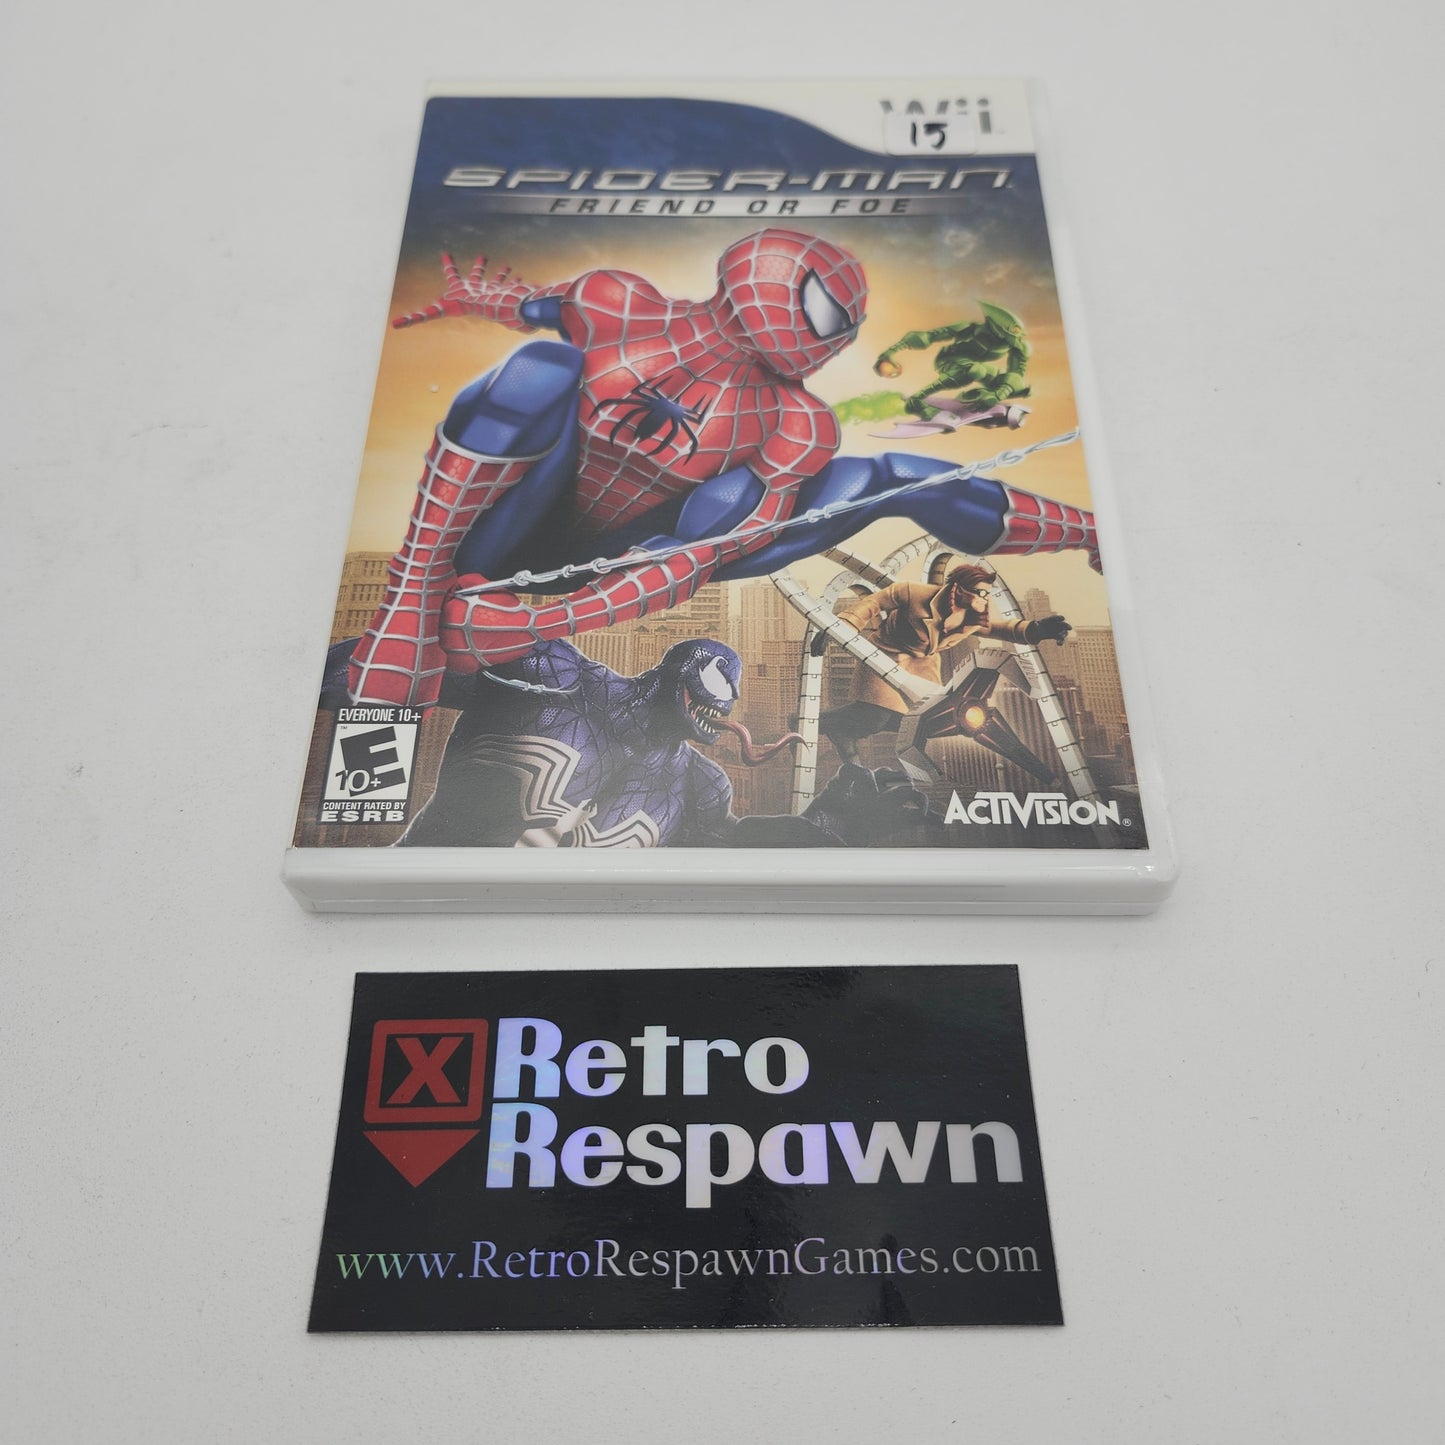 Wii
15
SPIDER-MAN
FRIEND OR FOE
EVERYONE 10+
E
10+
CONTENT RATED BY
ESRB
ACTIVISION®
X Retro
Respawn
www.RetroRespawnGames.com